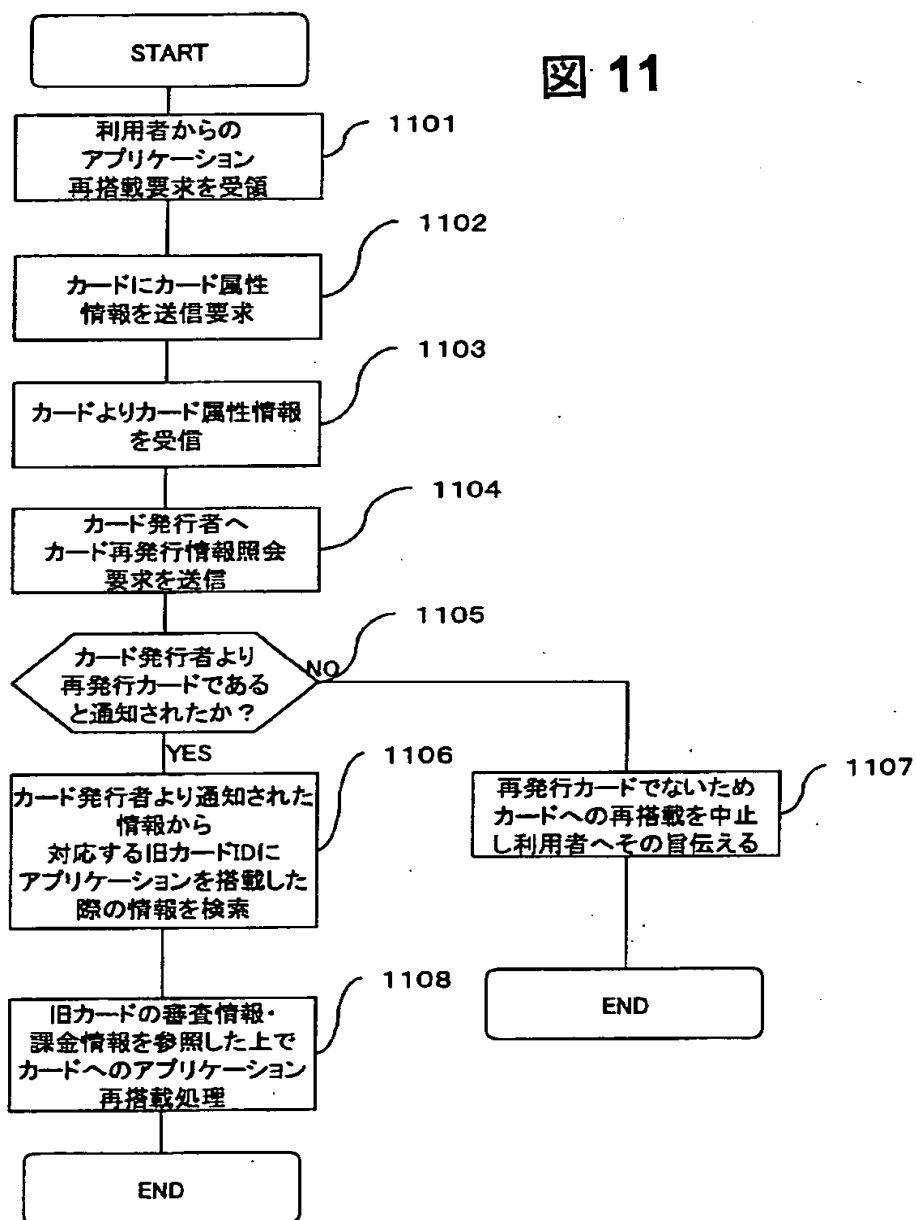 START
図 11
利用者からの
アプリケーション
再搭載要求を受領
1101
1102
カードにカード属性
情報を送信要求
1103
カードよりカード属性情報
を受信
1104
カード発行者へ
カード再発行情報照会
要求を送信
1105
カード発行者より
再発行カードである
と通知されたか？
NO
YES
1106
カード発行者より通知された
情報から
対応する旧カードIDに
アプリケーションを搭載した
際の情報を検索
1107
再発行カードでないため
カードへの再搭載を中止
し利用者へその旨伝える
1108
旧カードの審査情報・
課金情報を参照した上で
カードへのアプリケーション
再搭載処理
END
END